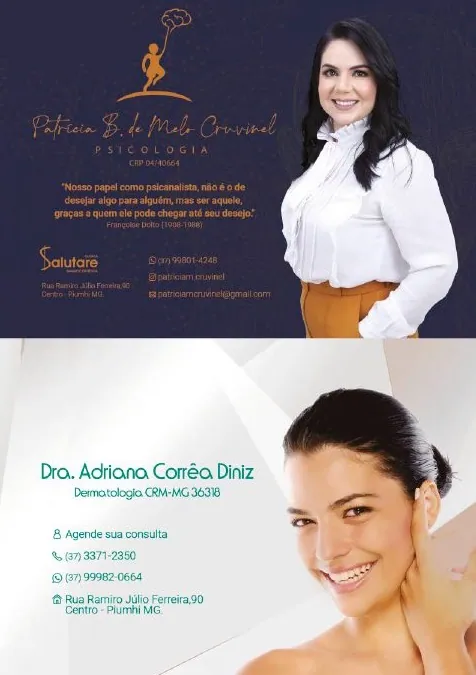 Patrícia B. de Melo Cruvinel
PSICOLOGIA
CRP 04/40664
"Nosso papel como psicanalista, não é o de
desejar algo para alguém, mas ser aquele,
graças a quem ele pode chegar até seu desejo."
Françoise Dolto (1908-1988)
Salutare
Rua Ramiro Júlio Ferreira,90
Centro - Piumhi MG.
(37) 99801-4248
patriciam.cruvinel
patriciamcruvinel@gmail.com
Dra. Adriana Corrêa Diniz
Dermatologia CRM-MG 36318
Agende sua consulta
(37) 3371-2350
(37) 99982-0664
Rua Ramiro Júlio Ferreira,90
Centro - Piumhi MG.